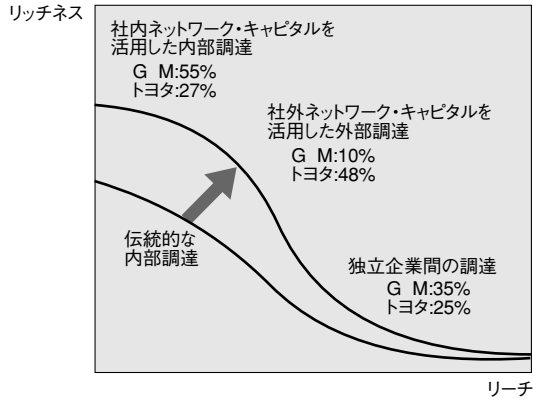 リッチネス
社内ネットワーク・キャピタルを
活用した内部調達
G M:55%
トヨタ:27%
社外ネットワーク・キャピタルを
活用した外部調達
G M:10%
トヨタ:48%
伝統的な
内部調達
独立企業間の調達
G M:35%
トヨタ:25%
リーチ